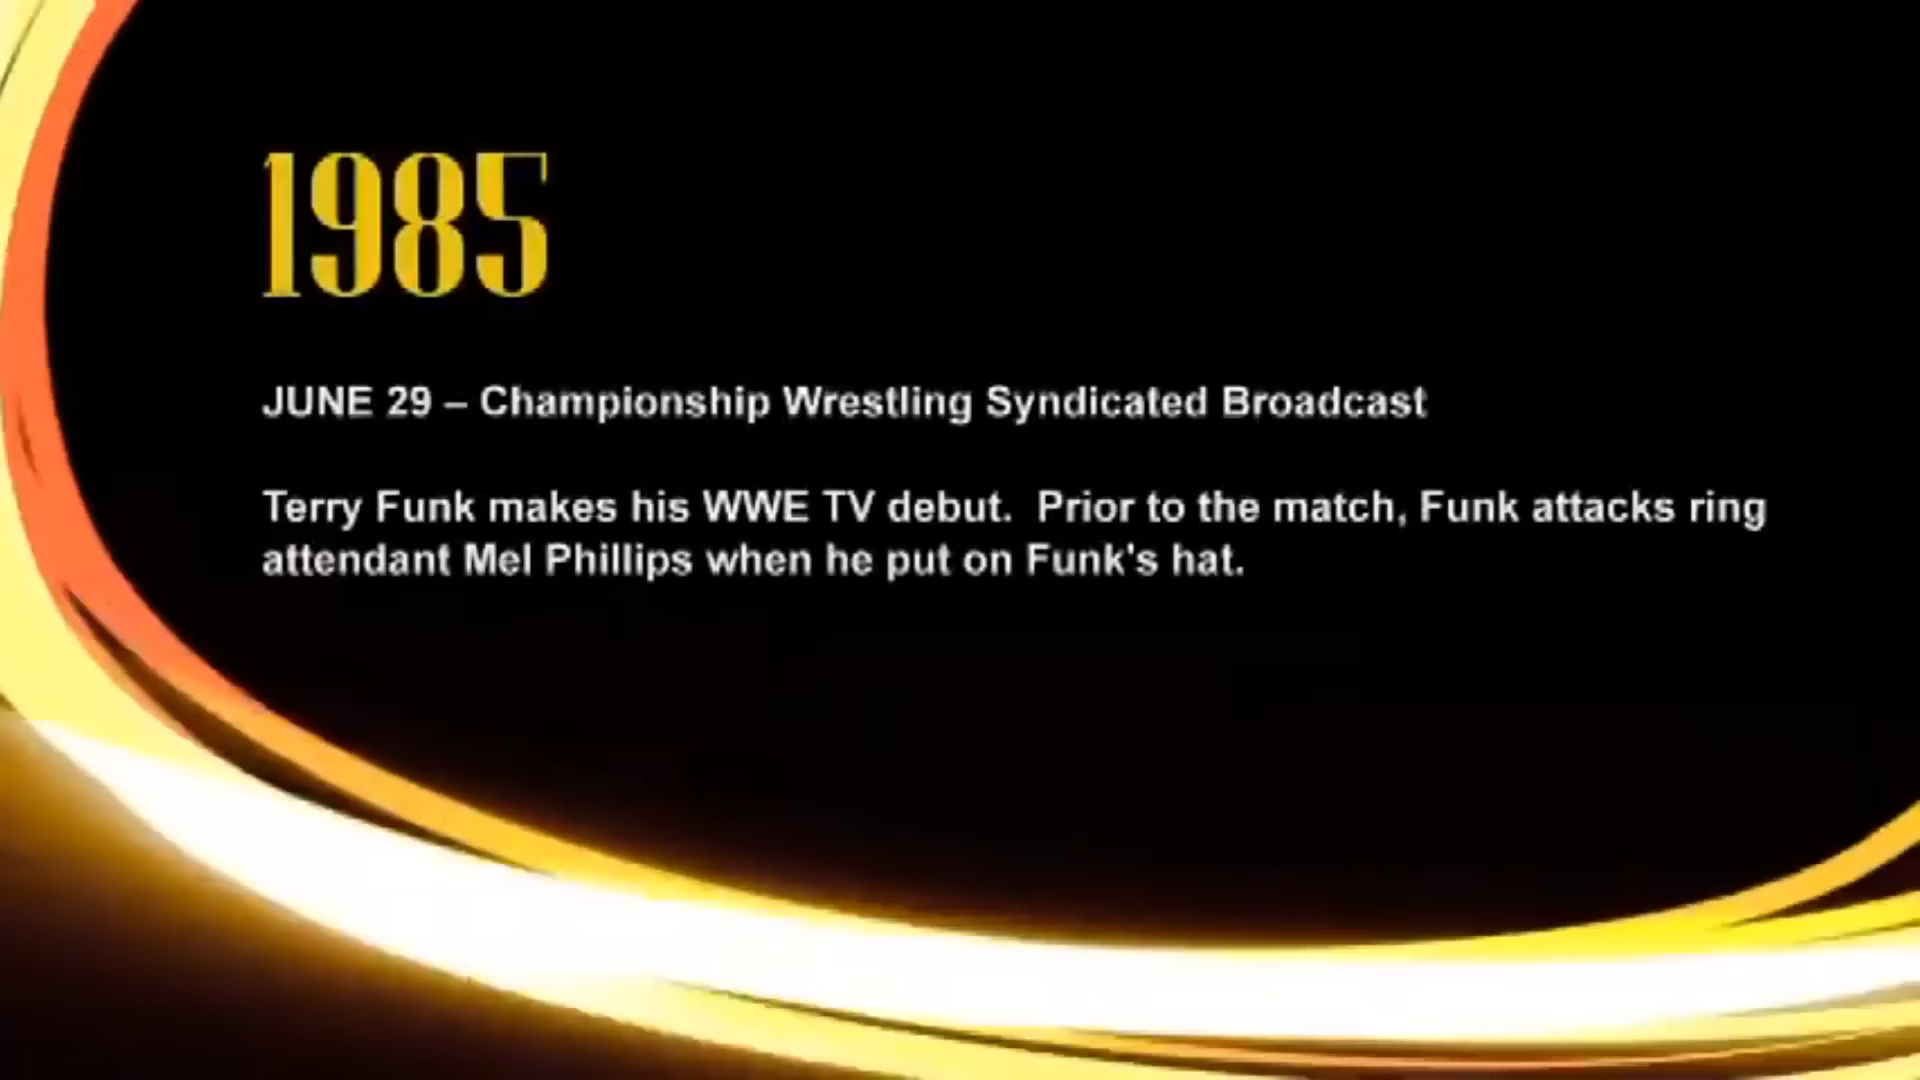 1985
JUNE 29 – Championship Wrestling Syndicated Broadcast
Terry Funk makes his WWE TV debut.  Prior to the match, Funk attacks ring
attendant Mel Phillips when he put on Funk's hat.